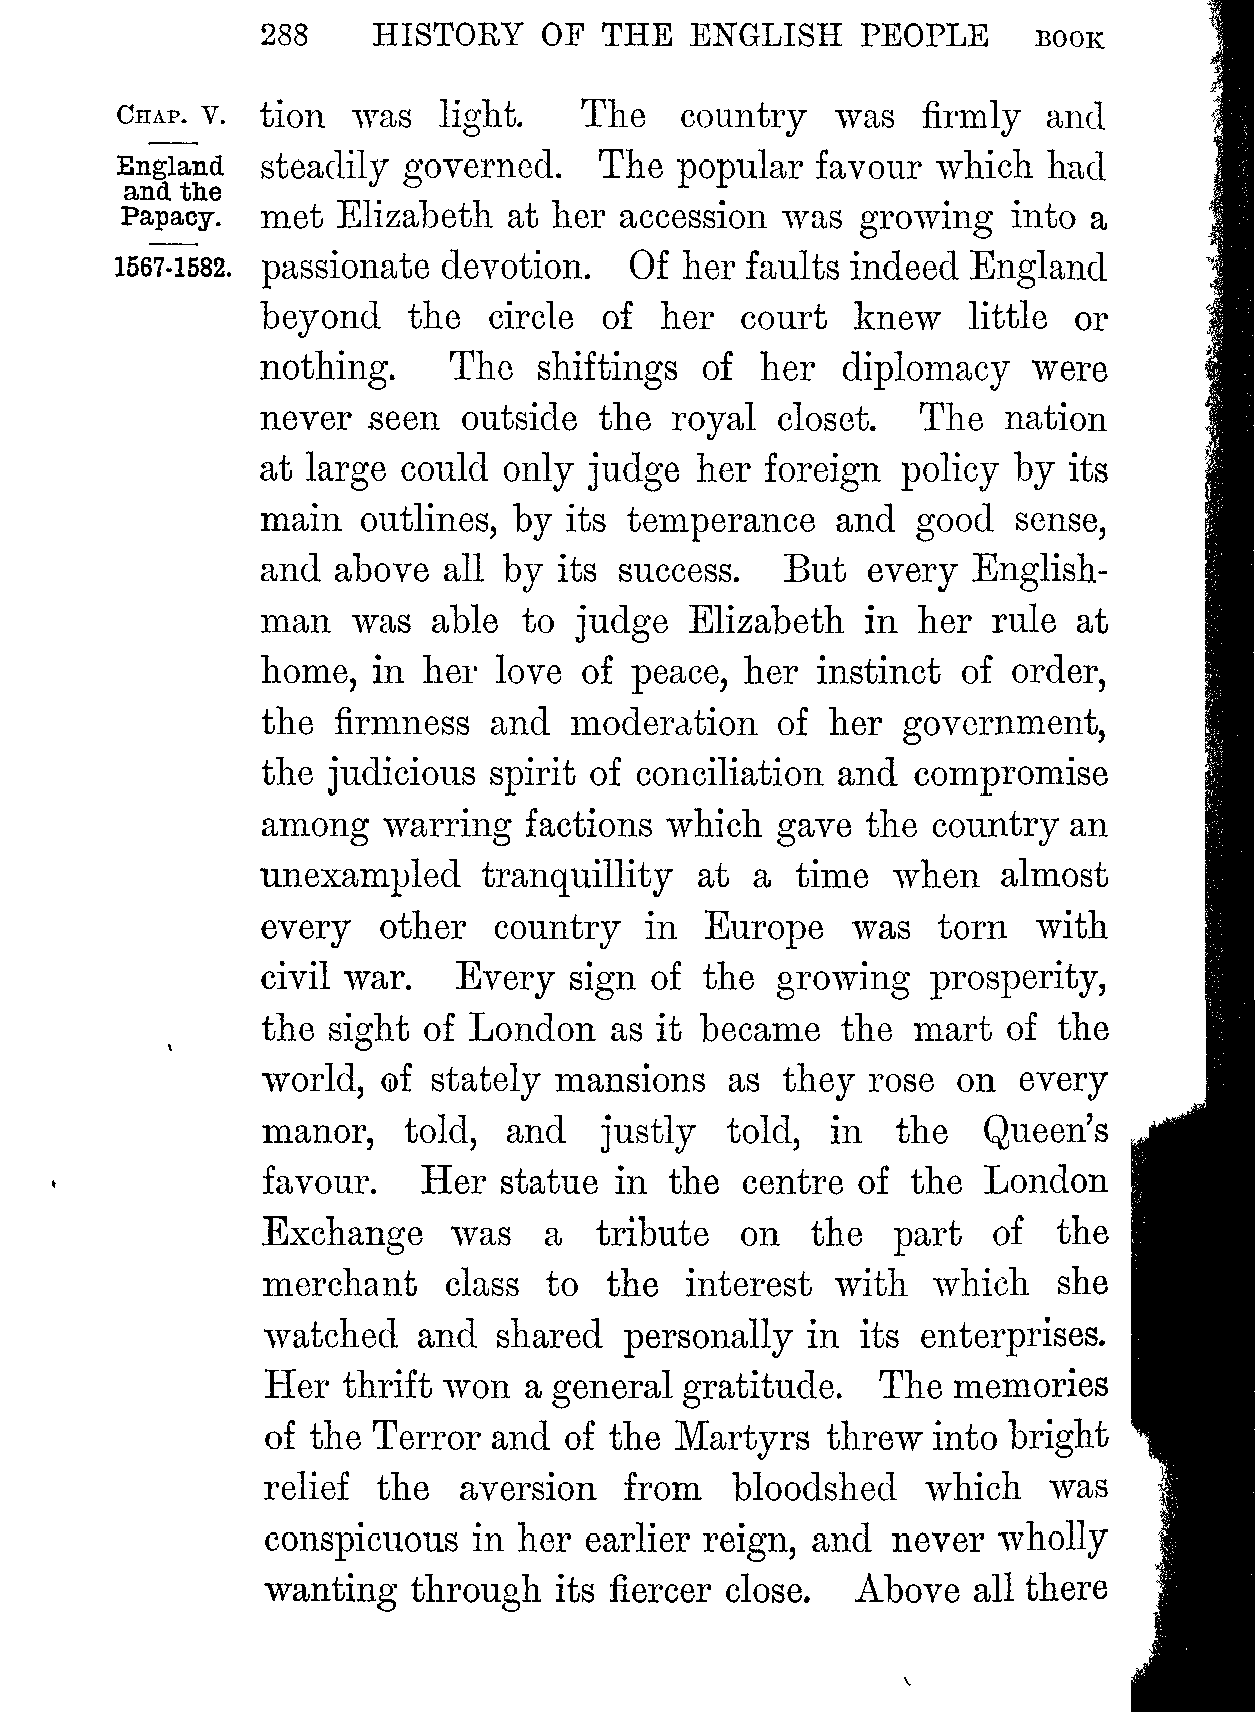 288 HISTORY OF THE ENGLISH PEOPLE BOOK
CHAP. V.
England
and the
Papacy.
1567-1582.
tion was light. The country was firmly and
steadily governed. The popular favour which had
met Elizabeth at her accession was growing into a
passionate devotion. Of her faults indeed England
beyond the circle of her court knew little or
nothing. The shiftings of her diplomacy were
never seen outside the royal closet. The nation
at large could only judge her foreign policy by its
main outlines, by its temperance and good sense,
and above all by its success. But every English-
man was able to judge Elizabeth in her rule at
home, in her love of peace, her instinct of order,
the firmness and moderation of her government,
the judicious spirit of conciliation and compromise
among warring factions which gave the country an
unexampled tranquillity at a time when almost
every other country in Europe was torn with
civil war. Every sign of the growing prosperity,
the sight of London as it became the mart of the
world, of stately mansions as they rose on every
manor, told, and justly told, in the Queen's
favour. Her statue in the centre of the London
Exchange was a tribute on the part of the
merchant class to the interest with which she
watched and shared personally in its enterprises.
Her thrift won a general gratitude. The memories
of the Terror and of the Martyrs threw into bright
relief the aversion from bloodshed which was
conspicuous in her earlier reign, and never wholly
wanting through its fiercer close. Above all there